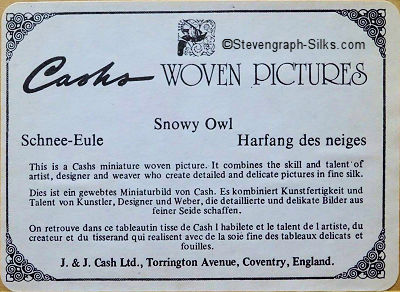 ©Stevengraph-Silks.com
Cashs WOVEN PICTURES
Snowy Owl
Schnee-Eule Harfang des neiges
This is a Cashs miniature woven picture. It combines the skill and talent of
artist, designer and weaver who create detailed and delicate pictures in fine silk.
Dies ist ein gewebtes Miniaturbild von Cash. Es kombiniert Kunstfertigkeit und
Talent von Kunstler, Designer und Weber, die detaillierte und delikate Bilder aus
feiner Seide schaffen.
On retrouve dans ce tableautin tisse de Cash l habilete et le talent de l artiste, du
createur et du tisserand qui realisent avec de la soie fine des tableaux delicats et
fouilles.
J. & J. Cash Ltd., Torrington Avenue, Coventry, England.